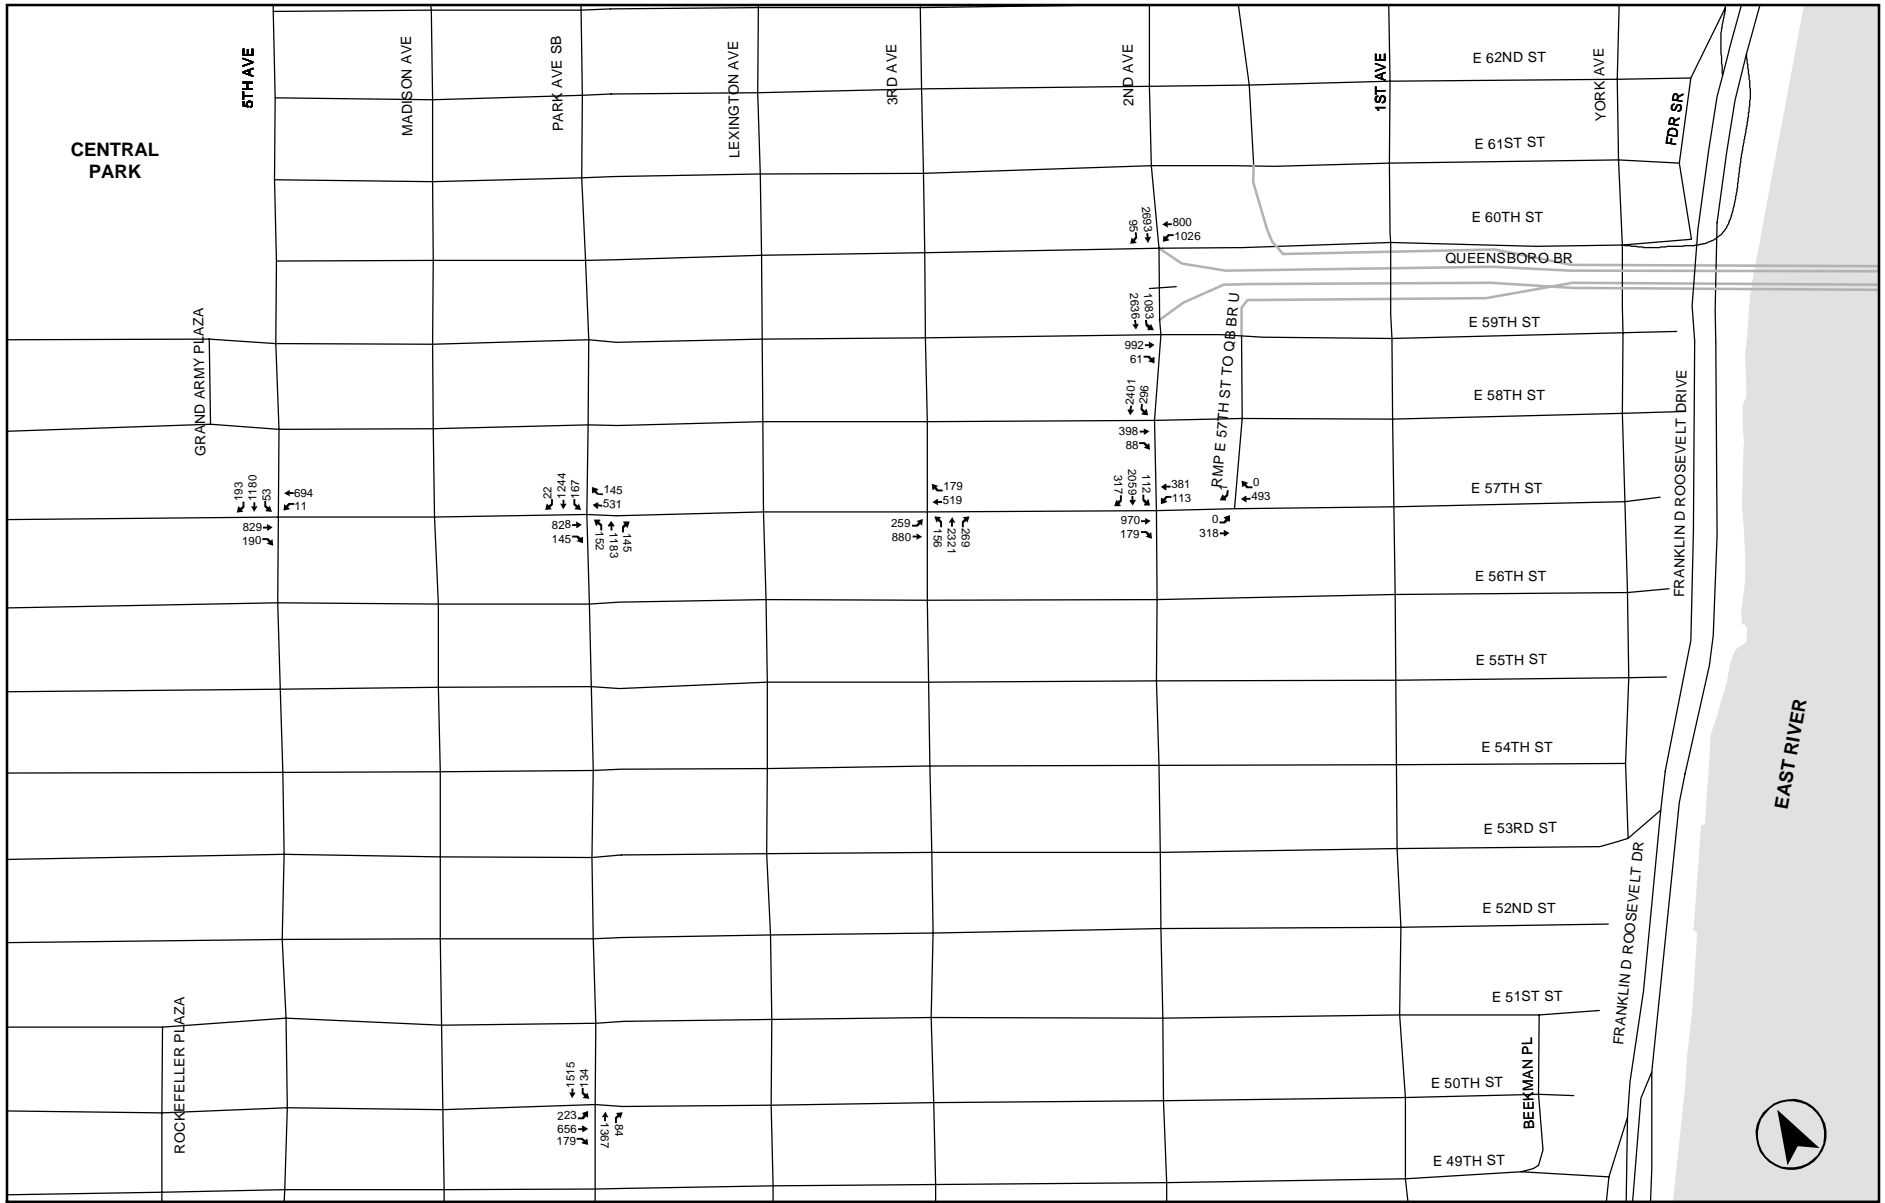 CENTRAL
PARK
5TH AVE
MADISON AVE
PARK AVE SB
LEXINGTON AVE
3RD AVE
2ND AVE
1ST AVE
YORK AVE
FDR SR
E 62ND ST
E 61ST ST
E 60TH ST
QUEENSBORO BR
E 59TH ST
E 58TH ST
E 57TH ST
E 56TH ST
E 55TH ST
E 54TH ST
E 53RD ST
E 52ND ST
E 51ST ST
E 50TH ST
E 49TH ST
GRAND ARMY PLAZA
ROCKEFELLER PLAZA
RMP E 57TH ST TO QB BR U
FRANKLIN D ROOSEVELT DRIVE
FRANKLIN D ROOSEVELT DR
BEEKMAN PL
EAST RIVER
95
2693
800
1026
2636
1083
992
61
2401
296
398
88
193
1180
53
694
11
829
190
22
1244
167
145
531
828
145
152
1183
145
179
519
259
880
156
2321
269
317
2059
112
381
113
970
179
1
0
493
0
318
1515
134
223
656
179
1367
84